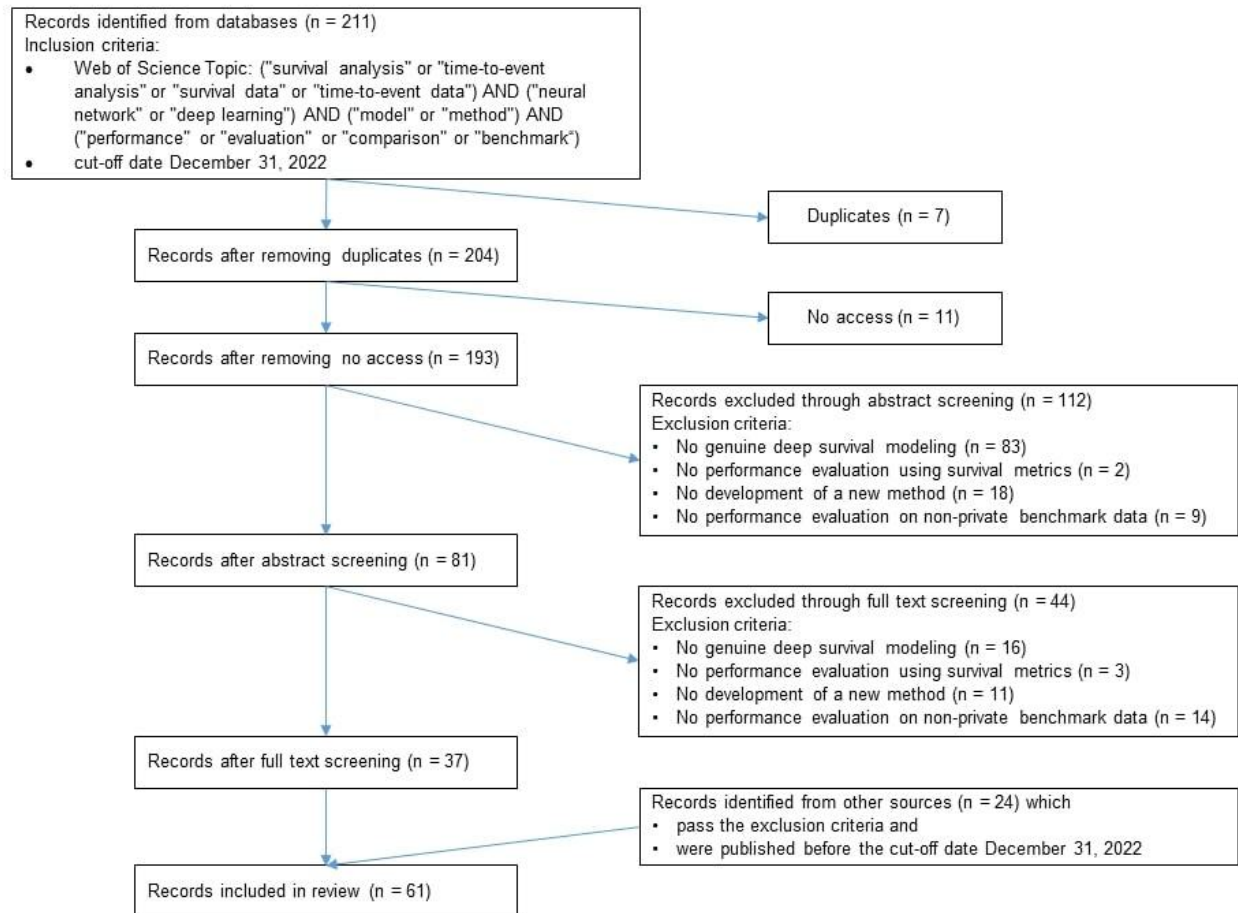 Records identified from databases (n = 211)
Inclusion criteria:
• Web of Science Topic: ("survival analysis" or "time-to-event
analysis" or "survival data" or "time-to-event data") AND ("neural
network" or "deep learning") AND ("model" or "method") AND
("performance" or "evaluation" or "comparison" or "benchmark“)
• cut-off date December 31, 2022
Duplicates (n = 7)
Records after removing duplicates (n = 204)
No access (n = 11)
Records after removing no access (n = 193)
Records excluded through abstract screening (n = 112)
Exclusion criteria:
• No genuine deep survival modeling (n = 83)
• No performance evaluation using survival metrics (n = 2)
• No development of a new method (n = 18)
• No performance evaluation on non-private benchmark data (n = 9)
Records after abstract screening (n = 81)
Records excluded through full text screening (n = 44)
Exclusion criteria:
• No genuine deep survival modeling (n = 16)
• No performance evaluation using survival metrics (n = 3)
• No development of a new method (n = 11)
• No performance evaluation on non-private benchmark data (n = 14)
Records after full text screening (n = 37)
Records identified from other sources (n = 24) which
• pass the exclusion criteria and
• were published before the cut-off date December 31, 2022
Records included in review (n = 61)